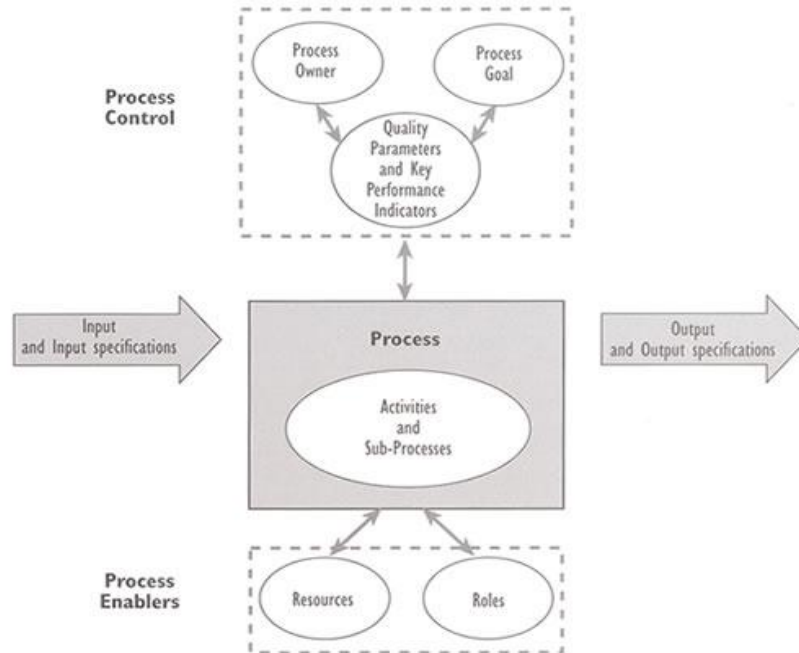 Process
Owner
Process
Goal
Process
Control
Quality
Parameters
and Key
Performance
Indicators
Input
and Input specifications
Process
Output
and Output specifications
Activities
and
Sub-Processes
Process
Enablers
Resources
Roles